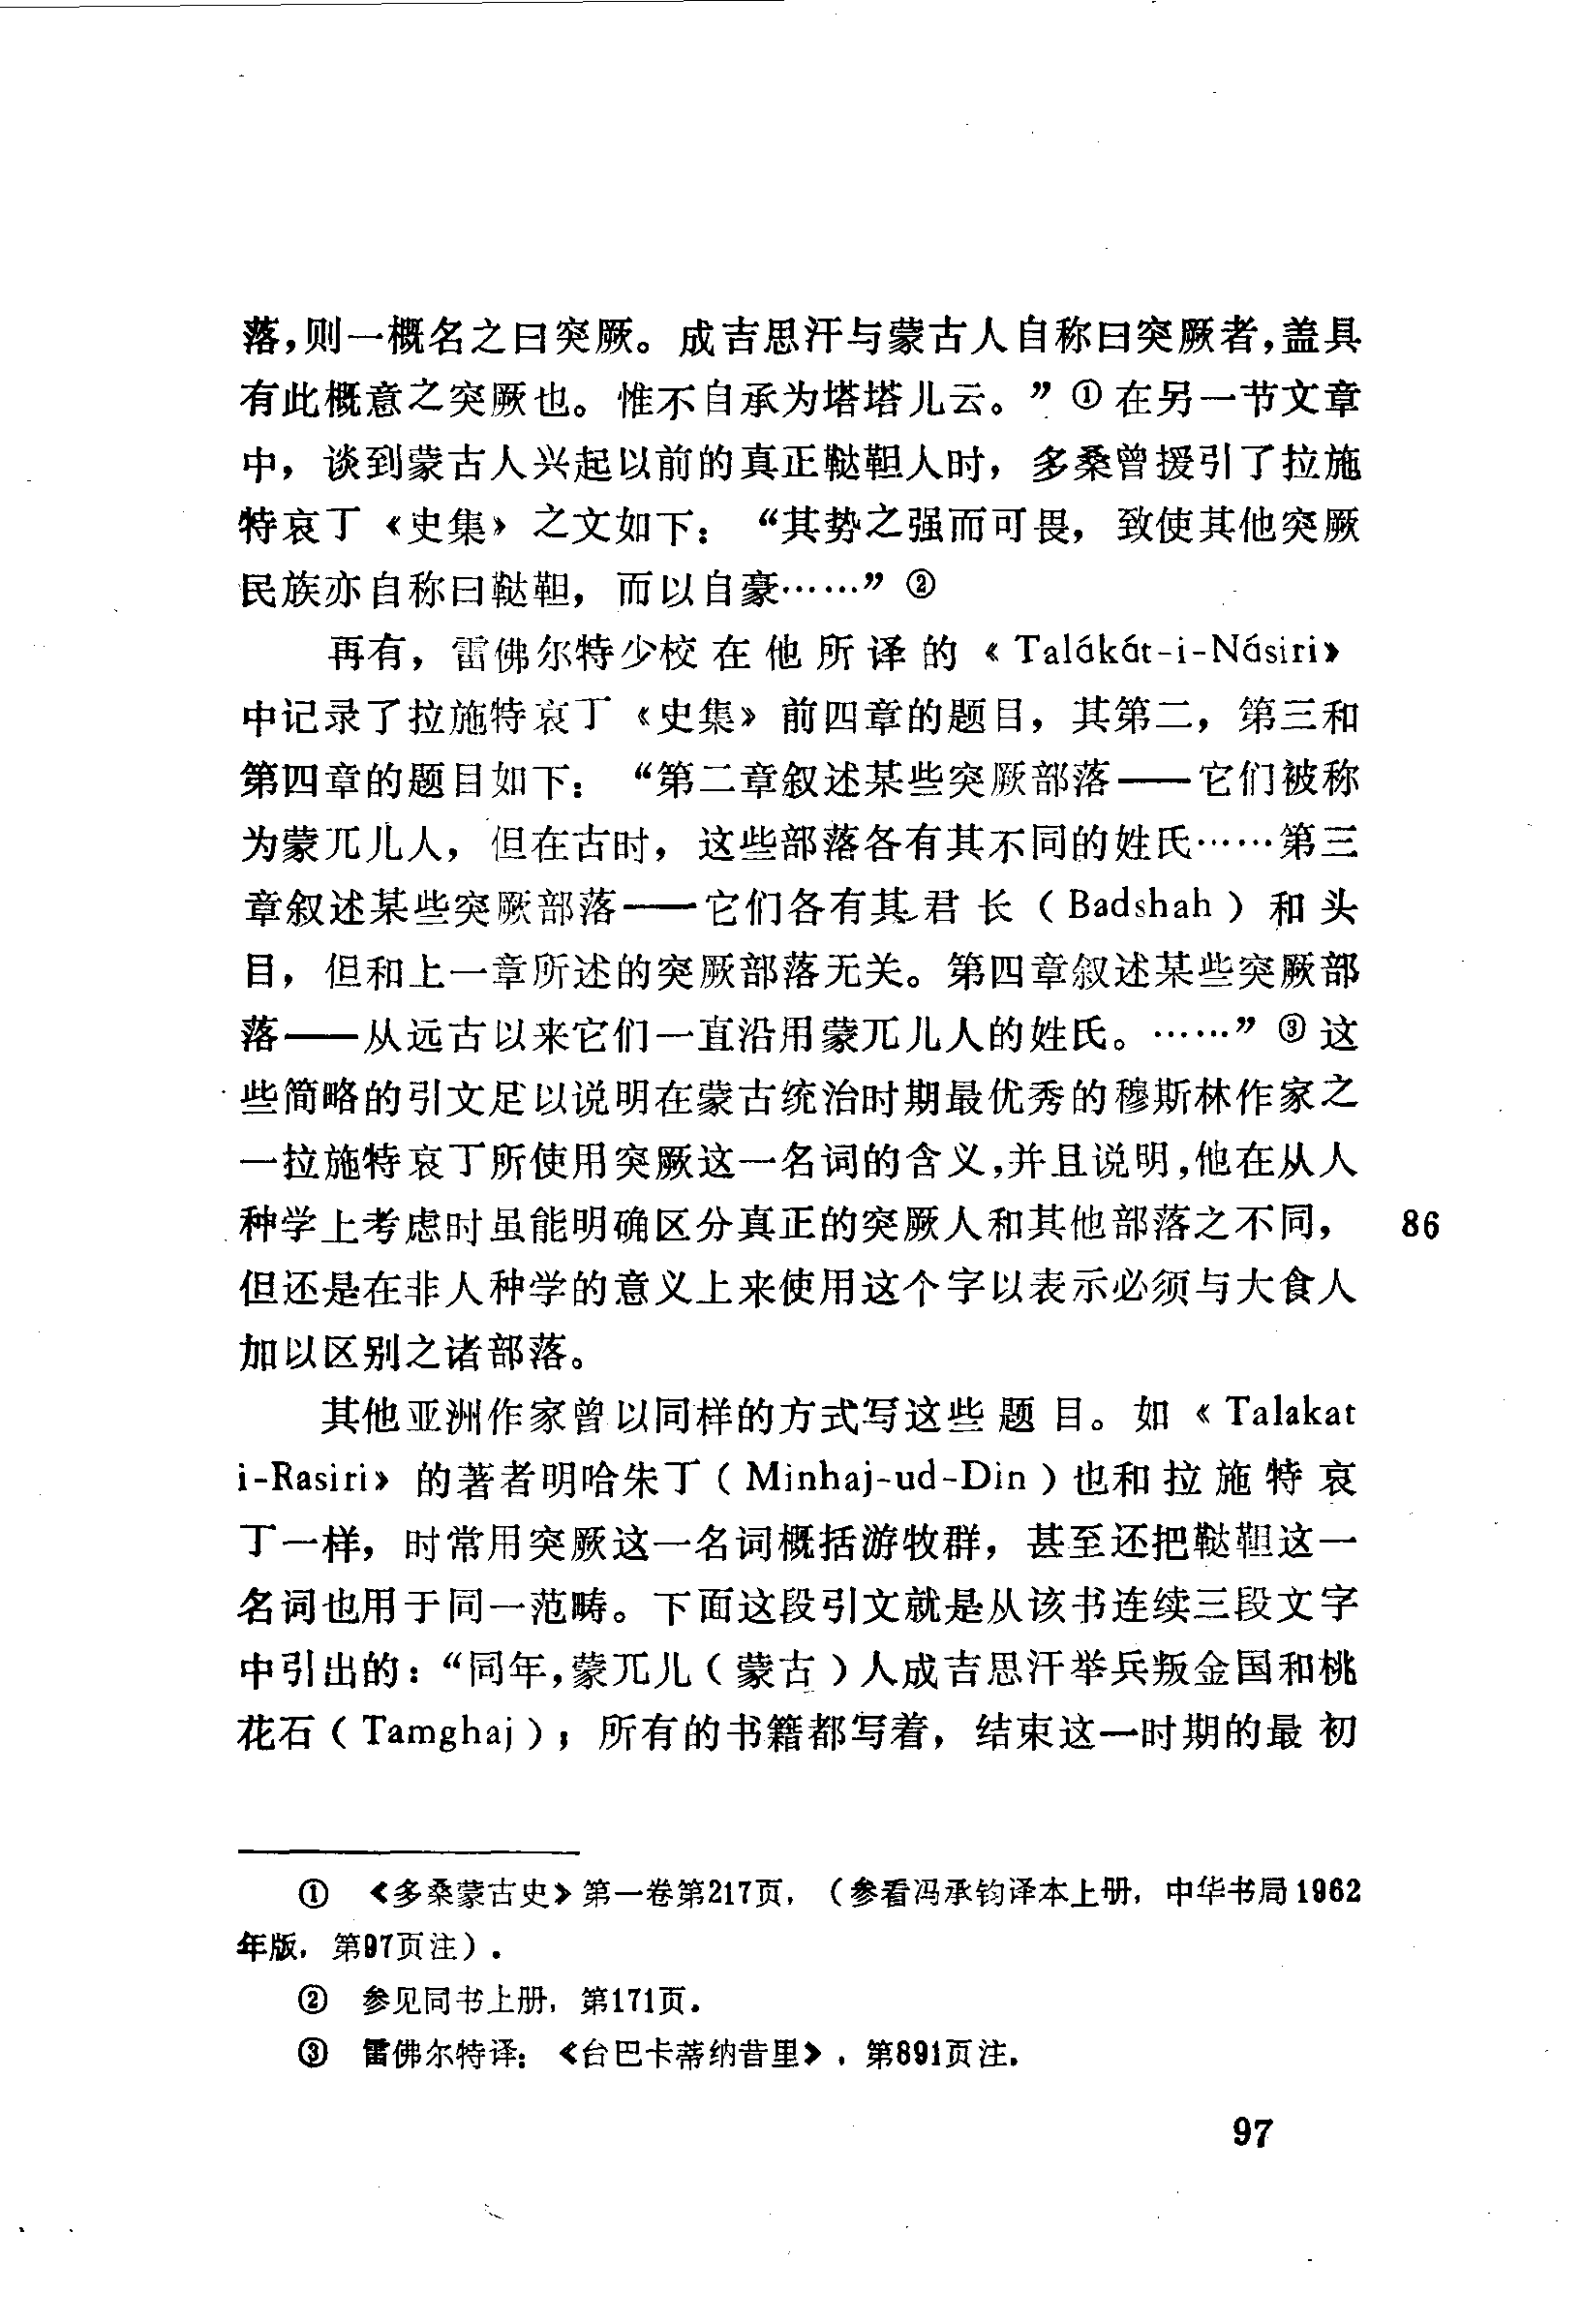 落，则一概名之曰突厥。成吉思汗与蒙古人自称曰突厥者，盖具
有此概意之突厥也。惟不自承为塔塔儿云。”①在另一节文章
中，谈到蒙古人兴起以前的真正鞑靼人时，多桑曾援引了拉施
特哀丁《史集》之文如下：“其势之强而可畏，致使其他突厥
民族亦自称曰鞑靼，而以自豪……”②
再有，雷佛尔特少校在他所译的《Talákát-i-Násiri》
中记录了拉施特哀丁《史集》前四章的题目，其第二，第三和
第四章的题目如下：“第二章叙述某些突厥部落——它们被称
为蒙兀儿人，但在古时，这些部落各有其不同的姓氏……第三
章叙述某些突厥部落——它们各有其君长（Badshah）和头
目，但和上一章所述的突厥部落无关。第四章叙述某些突厥部
落——从远古以来它们一直沿用蒙兀儿人的姓氏。……”③这
些简略的引文足以说明在蒙古统治时期最优秀的穆斯林作家之
一拉施特哀丁所使用突厥这一名词的含义，并且说明，他在从人
种学上考虑时虽能明确区分真正的突厥人和其他部落之不同， 86
但还是在非人种学的意义上来使用这个字以表示必须与大食人
加以区别之诸部落。
其他亚洲作家曾以同样的方式写这些题目。如《Talakat
i-Rasiri》的著者明哈朱丁（Minhaj-ud-Din）也和拉施特哀
丁一样，时常用突厥这一名词概括游牧群，甚至还把鞑靼这一
名词也用于同一范畴。下面这段引文就是从该书连续三段文字
中引出的：“同年，蒙兀儿（蒙古）人成吉思汗举兵叛金国和桃
花石（Tamghaj）；所有的书籍都写着，结束这一时期的最初
① 《多桑蒙古史》第一卷第217页，（参看冯承钧译本上册，中华书局1962
年版，第97页注）．
② 参见同书上册，第171页．
③ 雷佛尔特译：《台巴卡蒂纳昔里》，第891页注．
97